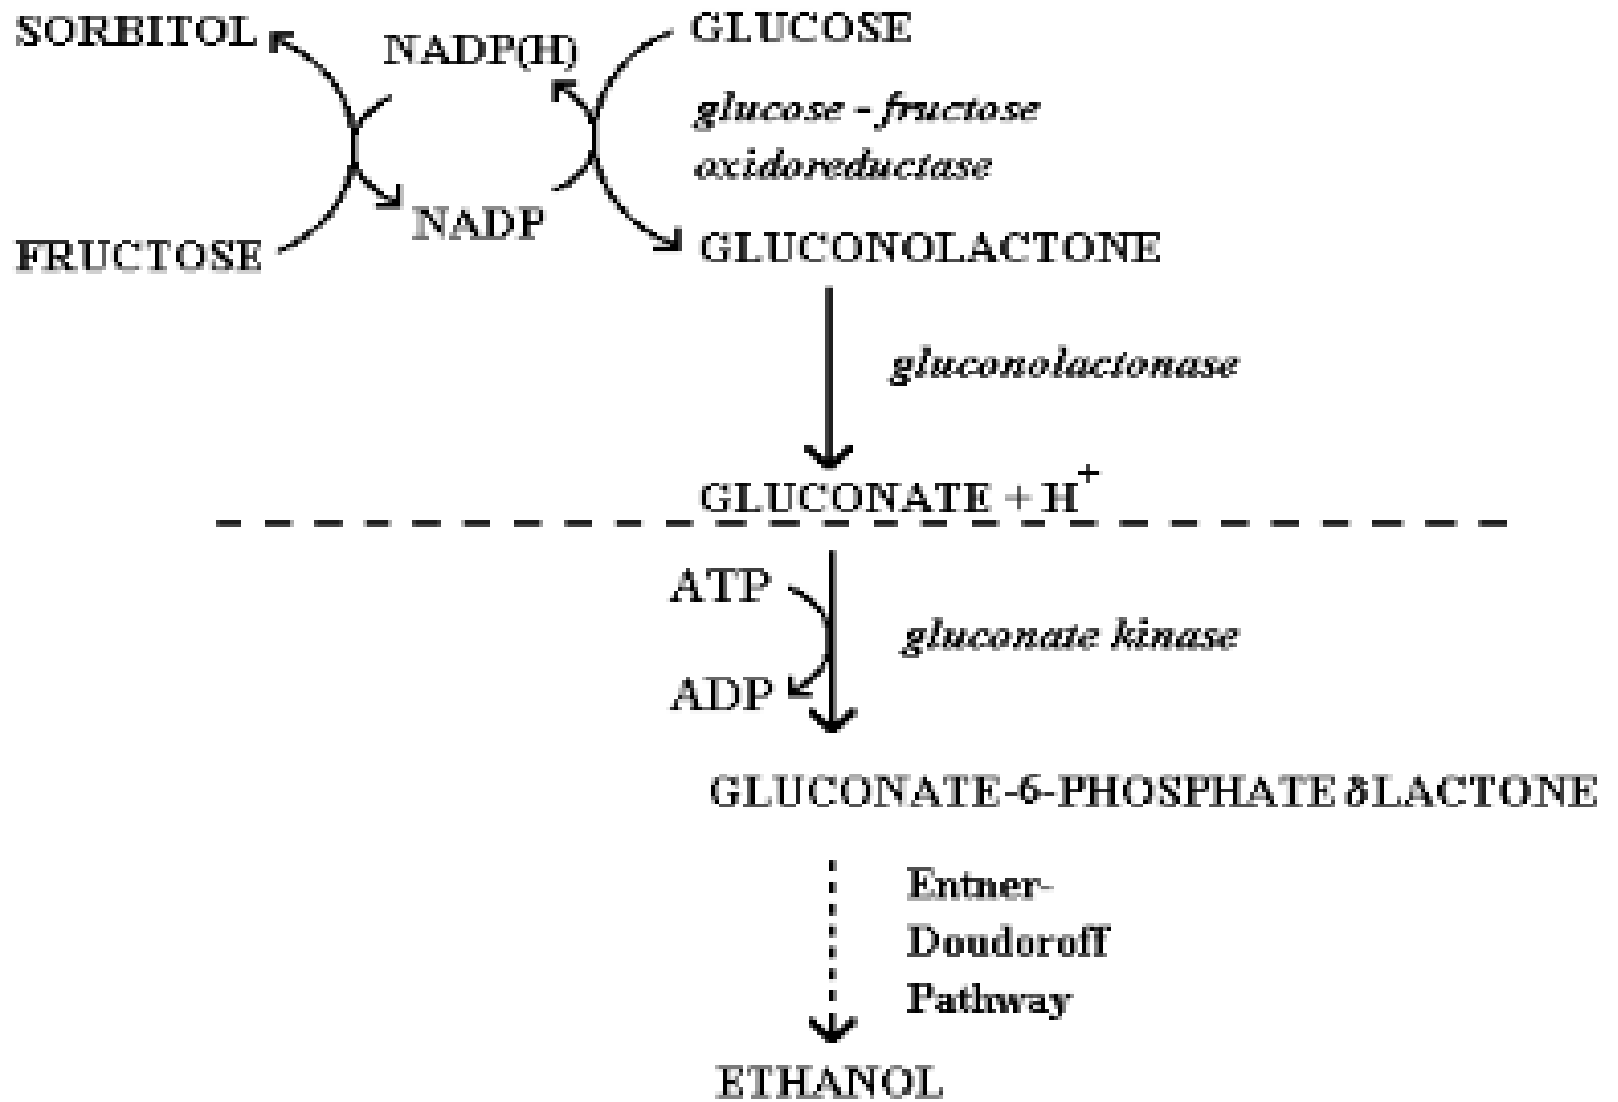 SORBITOL
NADP(H)
GLUCOSE
glucose - fructose
oxidoreductase
NADP
FRUCTOSE
GLUCONOLACTONE
gluconolactonase
GLUCONATE + H⁺
ATP
gluconate kinase
ADP
GLUCONATE-6-PHOSPHATE δLACTONE
Entner-
Doudoroff
Pathway
ETHANOL